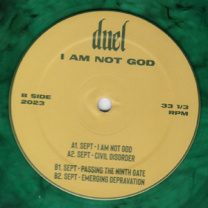 duel
I AM NOT GOD
B SIDE
2023
33 1/3
RPM
A1. SEPT - I AM NOT GOD
A2. SEPT - CIVIL DISORDER
B1. SEPT - PASSING THE NINTH GATE
B2. SEPT - EMERGING DEPRAVATION